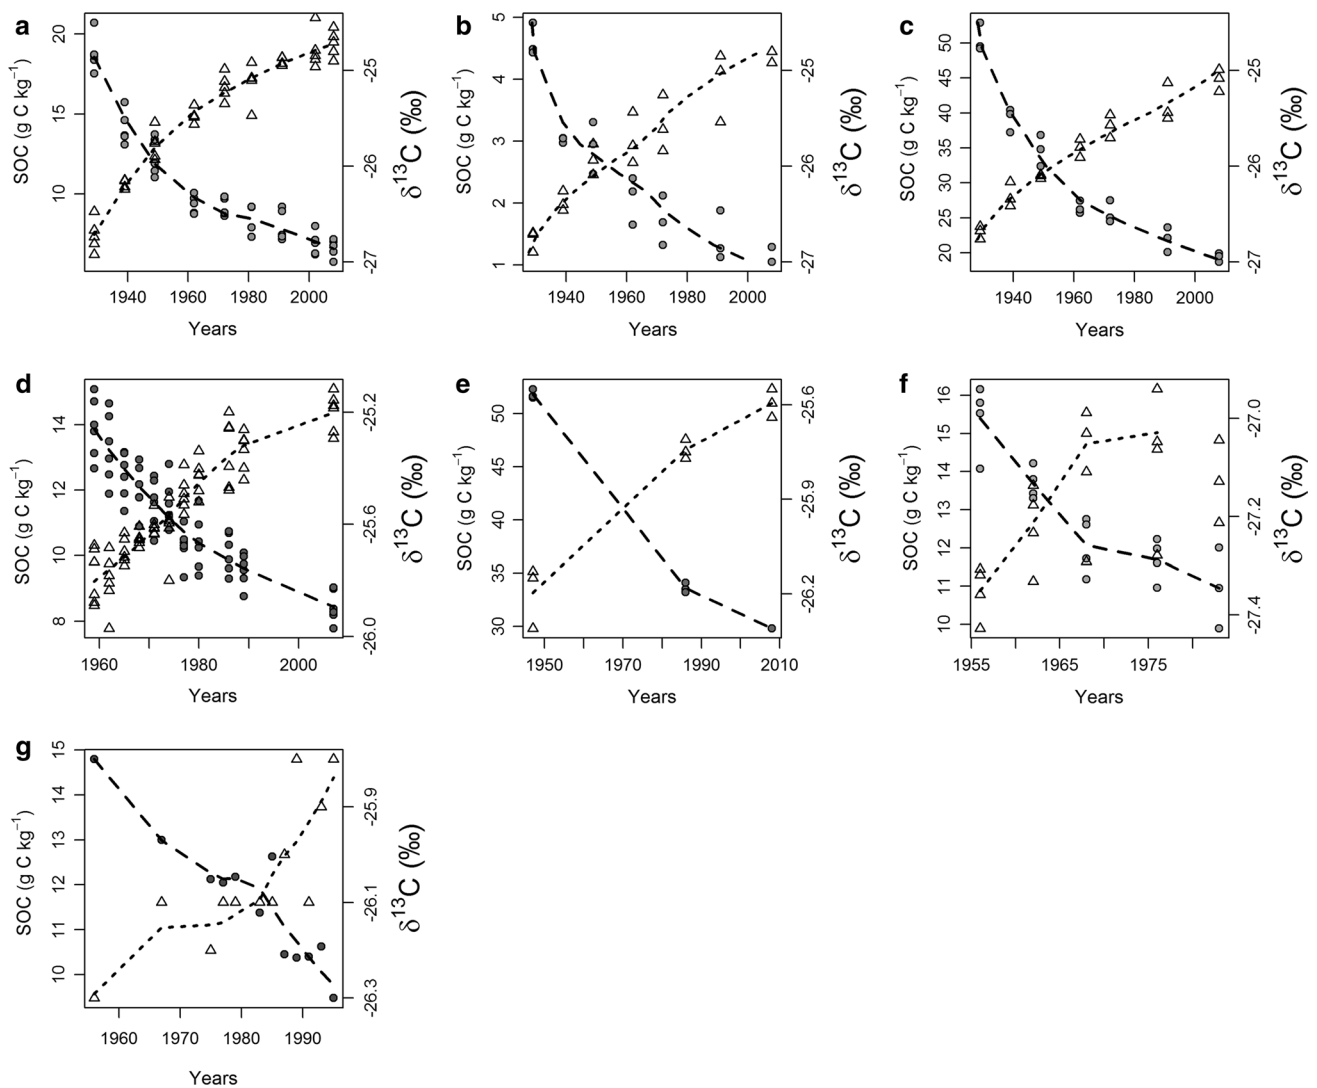 a
SOC (g C kg⁻¹)
20
15
10
-25
-26
-27
δ¹³C (‰)
1940 1960 1980 2000
Years
b
SOC (g C kg⁻¹)
5
4
3
2
1
-25
-26
-27
δ¹³C (‰)
1940 1960 1980 2000
Years
c
SOC (g C kg⁻¹)
50
45
40
35
30
25
20
-25
-26
-27
δ¹³C (‰)
1940 1960 1980 2000
Years
d
SOC (g C kg⁻¹)
14
12
10
8
-25.2
-25.6
-26.0
δ¹³C (‰)
1960 1980 2000
Years
e
SOC (g C kg⁻¹)
50
45
40
35
30
-25.6
-25.9
-26.2
δ¹³C (‰)
1950 1970 1990 2010
Years
f
SOC (g C kg⁻¹)
16
15
14
13
12
11
10
-27.0
-27.2
-27.4
δ¹³C (‰)
1955 1965 1975
Years
g
SOC (g C kg⁻¹)
15
14
13
12
11
10
-25.9
-26.1
-26.3
δ¹³C (‰)
1960 1970 1980 1990
Years